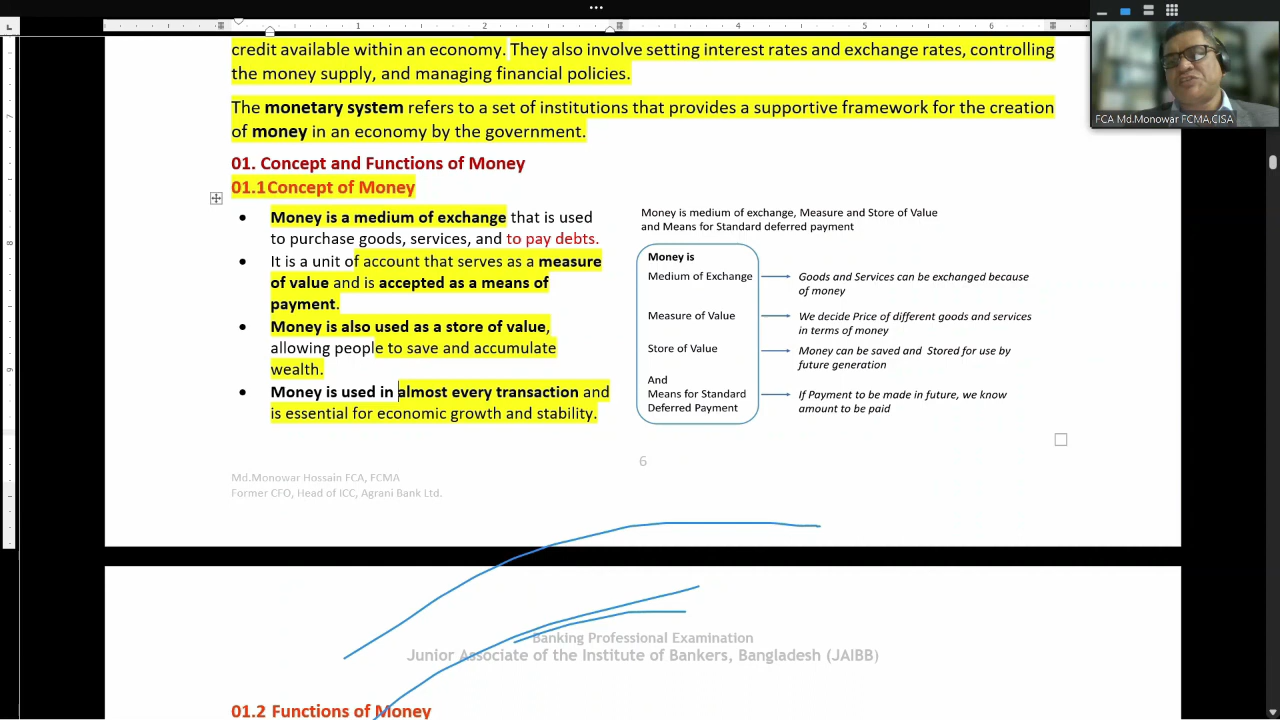 credit available within an economy. They also involve setting interest rates and exchange rates, controlling
the money supply, and managing financial policies.
The monetary system refers to a set of institutions that provides a supportive framework for the creation
of money in an economy by the government.
01. Concept and Functions of Money
01.1Concept of Money
• Money is a medium of exchange that is used
to purchase goods, services, and to pay debts.
• It is a unit of account that serves as a measure
of value and is accepted as a means of
payment.
• Money is also used as a store of value,
allowing people to save and accumulate
wealth.
• Money is used in almost every transaction and
is essential for economic growth and stability.
Money is medium of exchange, Measure and Store of Value
and Means for Standard deferred payment
Money is
Medium of Exchange
Goods and Services can be exchanged because
of money
Measure of Value
We decide Price of different goods and services
in terms of money
Store of Value
Money can be saved and Stored for use by
future generation
And
Means for Standard
Deferred Payment
If Payment to be made in future, we know
amount to be paid
6
Md.Monowar Hossain FCA, FCMA
Former CFO, Head of ICC, Agrani Bank Ltd.
Banking Professional Examination
Junior Associate of the Institute of Bankers, Bangladesh (JAIBB)
01.2 Functions of Money
FCA Md.Monowar FCMA,CISA
1
2
4
5
6
7
8
9